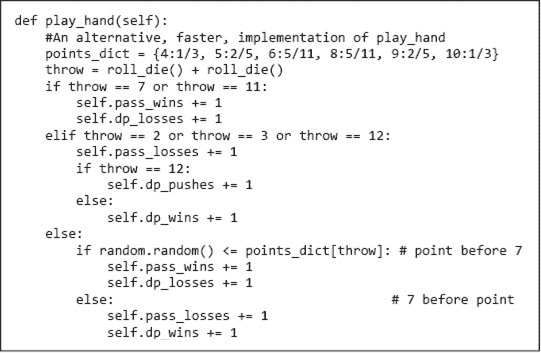 def play_hand(self):
    #An alternative, faster, implementation of play_hand
    points_dict = {4:1/3, 5:2/5, 6:5/11, 8:5/11, 9:2/5, 10:1/3}
    throw = roll_die() + roll_die()
    if throw == 7 or throw == 11:
        self.pass_wins += 1
        self.dp_losses += 1
    elif throw == 2 or throw == 3 or throw == 12:
        self.pass_losses += 1
        if throw == 12:
            self.dp_pushes += 1
        else:
            self.dp_wins += 1
    else:
        if random.random() <= points_dict[throw]: # point before 7
            self.pass_wins += 1
            self.dp_losses += 1
        else:                                     # 7 before point
            self.pass_losses += 1
            self.dp_wins += 1